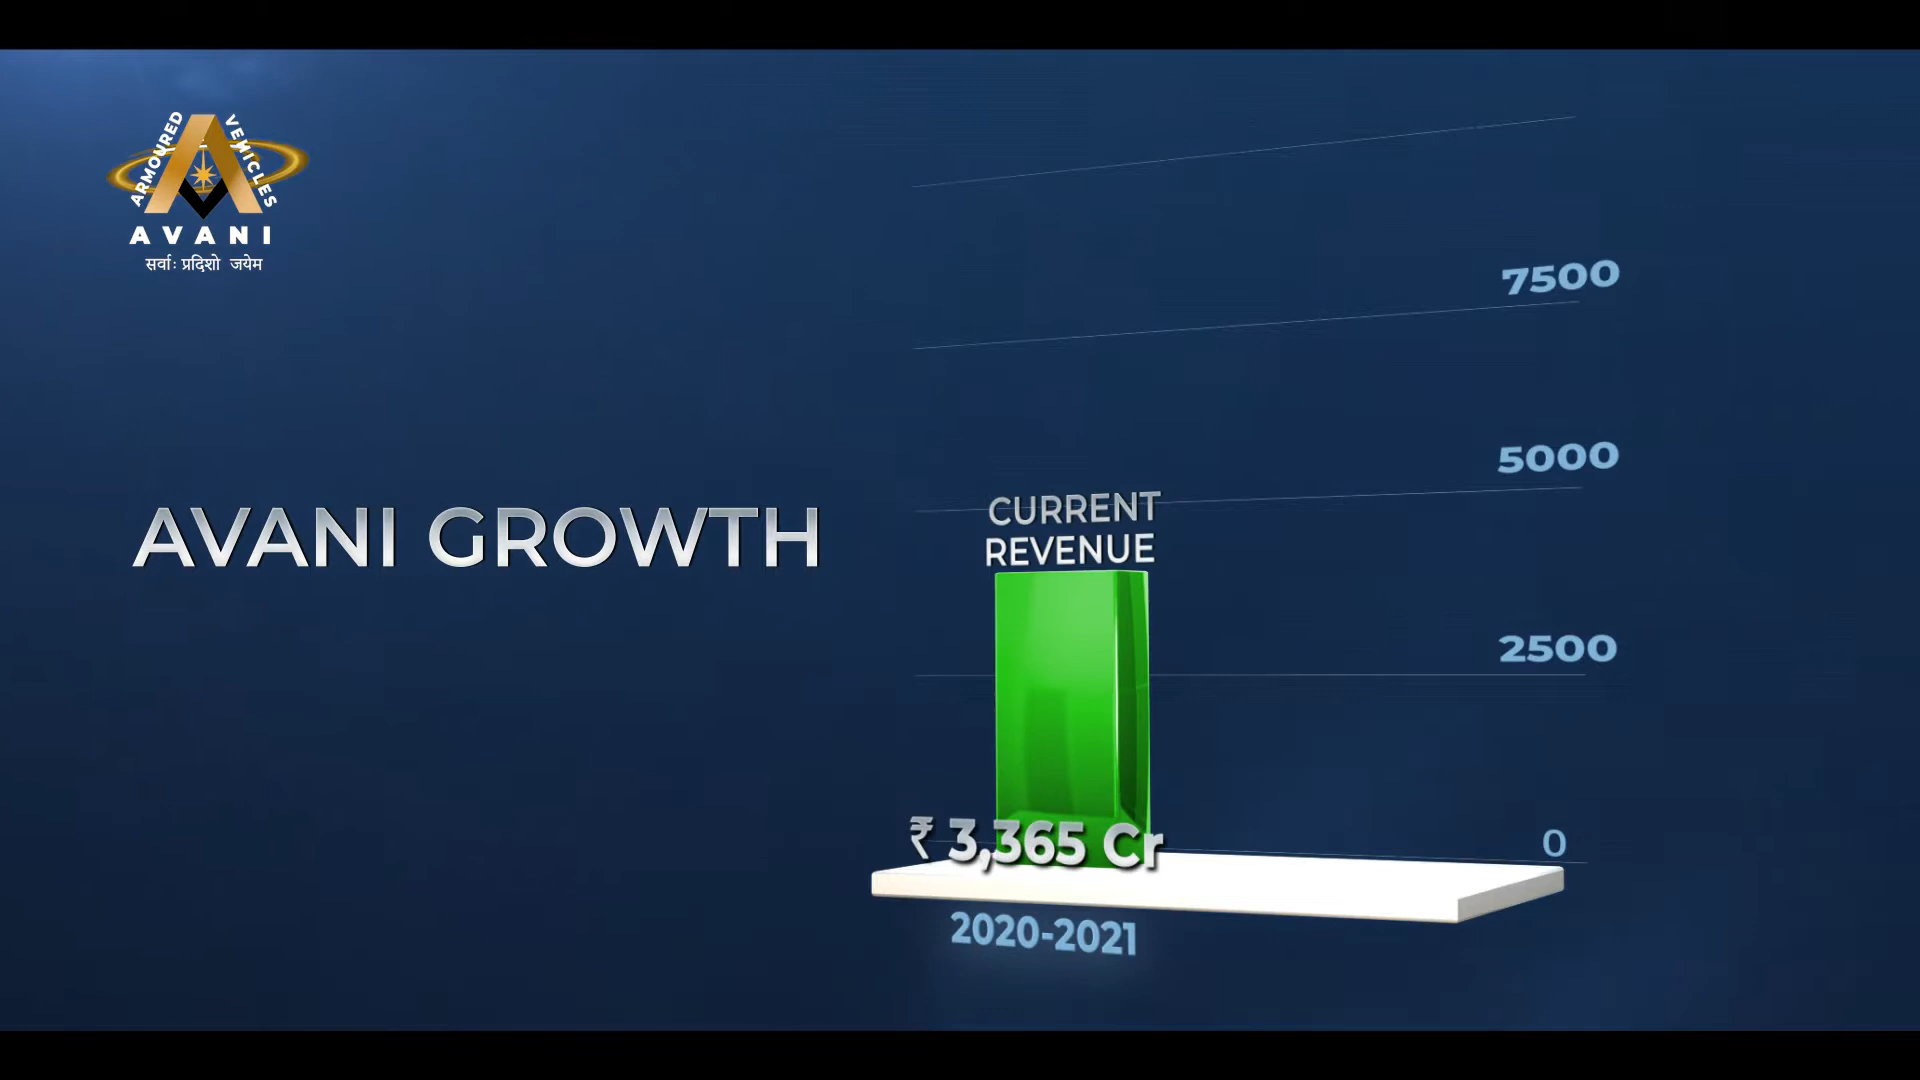 ARMOURED VEHICLES
AVANI
सर्वाः प्रदिशो जयेम
AVANI GROWTH
7500
5000
2500
0
CURRENT
REVENUE
₹ 3,365 Cr
2020-2021